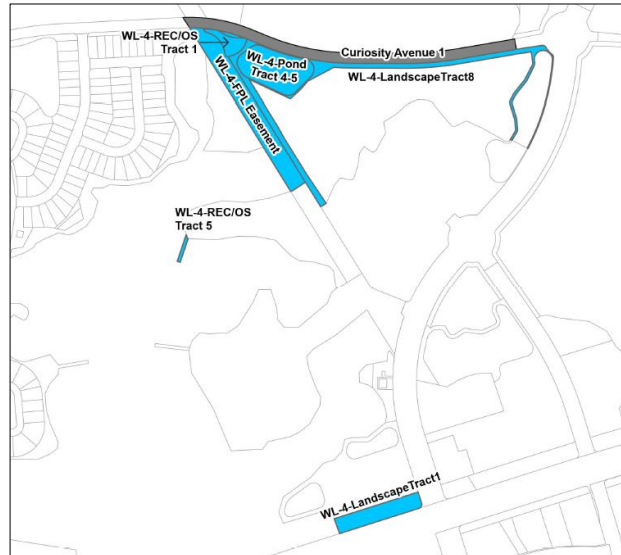 WL-4-REC/OS
Tract 1
Curiosity Avenue 1
WL-4-Pond
Tract 4-5
WL-4-LandscapeTract8
WL-4-FPL Easement
WL-4-REC/OS
Tract 5
WL-4-LandscapeTract1